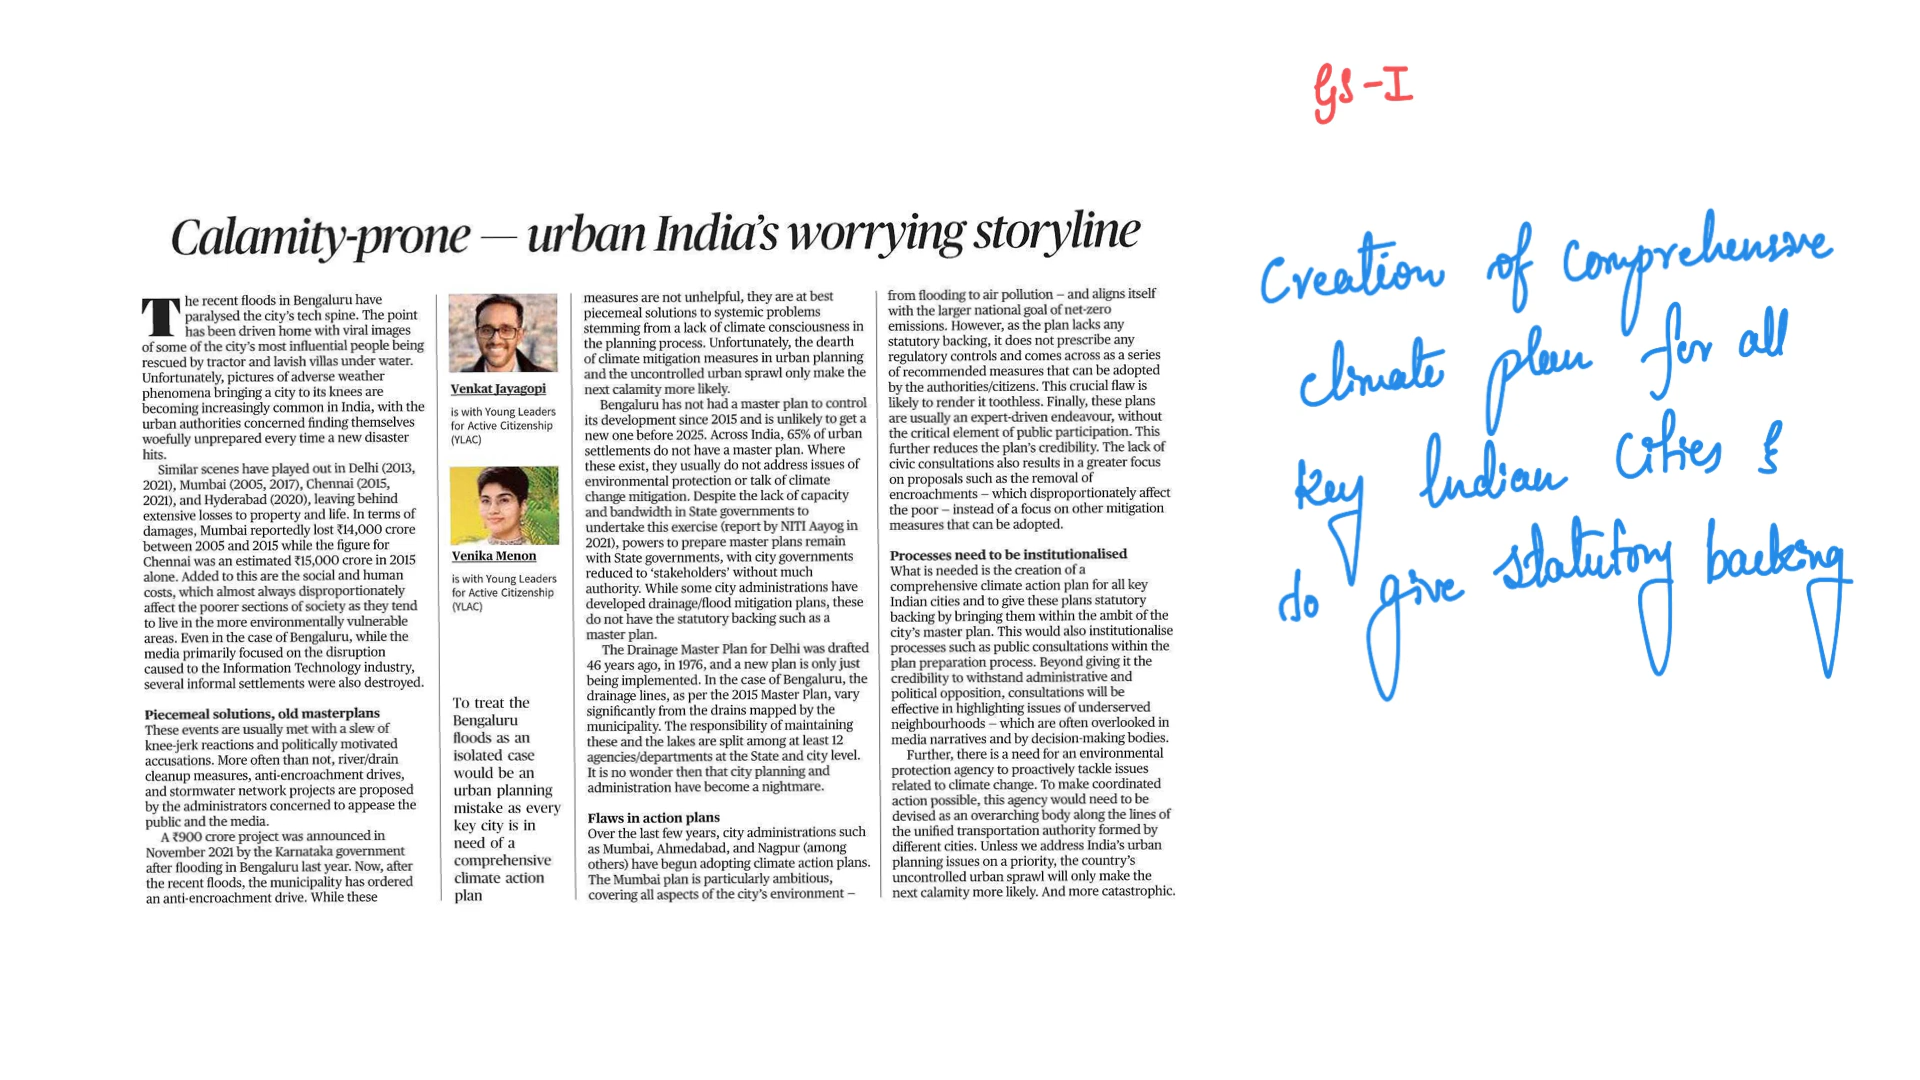 GS-I
Calamity-prone — urban India's worrying storyline
The recent floods in Bengaluru have
paralysed the city's tech spine. The point
has been driven home with viral images
of some of the city's most influential people being
rescued by tractor and lavish villas under water.
Unfortunately, pictures of adverse weather
phenomena bringing a city to its knees are
becoming increasingly common in India, with the
urban authorities concerned finding themselves
woefully unprepared every time a new disaster
hits.
Similar scenes have played out in Delhi (2013,
2021), Mumbai (2005, 2017), Chennai (2015,
2021), and Hyderabad (2020), leaving behind
extensive losses to property and life. In terms of
damages, Mumbai reportedly lost ₹14,000 crore
between 2005 and 2015 while the figure for
Chennai was an estimated ₹15,000 crore in 2015
alone. Added to this are the social and human
costs, which almost always disproportionately
affect the poorer sections of society as they tend
to live in the more environmentally vulnerable
areas. Even in the case of Bengaluru, while the
media primarily focused on the disruption
caused to the Information Technology industry,
several informal settlements were also destroyed.
Piecemeal solutions, old masterplans
These events are usually met with a slew of
knee-jerk reactions and politically motivated
accusations. More often than not, river/drain
cleanup measures, anti-encroachment drives,
and stormwater network projects are proposed
by the administrators concerned to appease the
public and the media.
A ₹900 crore project was announced in
November 2021 by the Karnataka government
after flooding in Bengaluru last year. Now, after
the recent floods, the municipality has ordered
an anti-encroachment drive. While these
Venkat Jayagopi
is with Young Leaders
for Active Citizenship
(YLAC)
Venika Menon
is with Young Leaders
for Active Citizenship
(YLAC)
To treat the
Bengaluru
floods as an
isolated case
would be an
urban planning
mistake as every
key city is in
need of a
comprehensive
climate action
plan
measures are not unhelpful, they are at best
piecemeal solutions to systemic problems
stemming from a lack of climate consciousness in
the planning process. Unfortunately, the dearth
of climate mitigation measures in urban planning
and the uncontrolled urban sprawl only make the
next calamity more likely.
Bengaluru has not had a master plan to control
its development since 2015 and is unlikely to get a
new one before 2025. Across India, 65% of urban
settlements do not have a master plan. Where
these exist, they usually do not address issues of
environmental protection or talk of climate
change mitigation. Despite the lack of capacity
and bandwidth in State governments to
undertake this exercise (report by NITI Aayog in
2021), powers to prepare master plans remain
with State governments, with city governments
reduced to 'stakeholders' without much
authority. While some city administrations have
developed drainage/flood mitigation plans, these
do not have the statutory backing such as a
master plan.
The Drainage Master Plan for Delhi was drafted
46 years ago, in 1976, and a new plan is only just
being implemented. In the case of Bengaluru, the
drainage lines, as per the 2015 Master Plan, vary
significantly from the drains mapped by the
municipality. The responsibility of maintaining
these and the lakes are split among at least 12
agencies/departments at the State and city level.
It is no wonder then that city planning and
administration have become a nightmare.
Flaws in action plans
Over the last few years, city administrations such
as Mumbai, Ahmedabad, and Nagpur (among
others) have begun adopting climate action plans.
The Mumbai plan is particularly ambitious,
covering all aspects of the city's environment –
from flooding to air pollution – and aligns itself
with the larger national goal of net-zero
emissions. However, as the plan lacks any
statutory backing, it does not prescribe any
regulatory controls and comes across as a series
of recommended measures that can be adopted
by the authorities/citizens. This crucial flaw is
likely to render it toothless. Finally, these plans
are usually an expert-driven endeavour, without
the critical element of public participation. This
further reduces the plan's credibility. The lack of
civic consultations also results in a greater focus
on proposals such as the removal of
encroachments – which disproportionately affect
the poor – instead of a focus on other mitigation
measures that can be adopted.
Processes need to be institutionalised
What is needed is the creation of a
comprehensive climate action plan for all key
Indian cities and to give these plans statutory
backing by bringing them within the ambit of the
city's master plan. This would also institutionalise
processes such as public consultations within the
plan preparation process. Beyond giving it the
credibility to withstand administrative and
political opposition, consultations will be
effective in highlighting issues of underserved
neighbourhoods – which are often overlooked in
media narratives and by decision-making bodies.
Further, there is a need for an environmental
protection agency to proactively tackle issues
related to climate change. To make coordinated
action possible, this agency would need to be
devised as an overarching body along the lines of
the unified transportation authority formed by
different cities. Unless we address India's urban
planning issues on a priority, the country's
uncontrolled urban sprawl will only make the
next calamity more likely. And more catastrophic.
Creation of Comprehensive
climate plan for all
key Indian Cities &
to give statutory backing